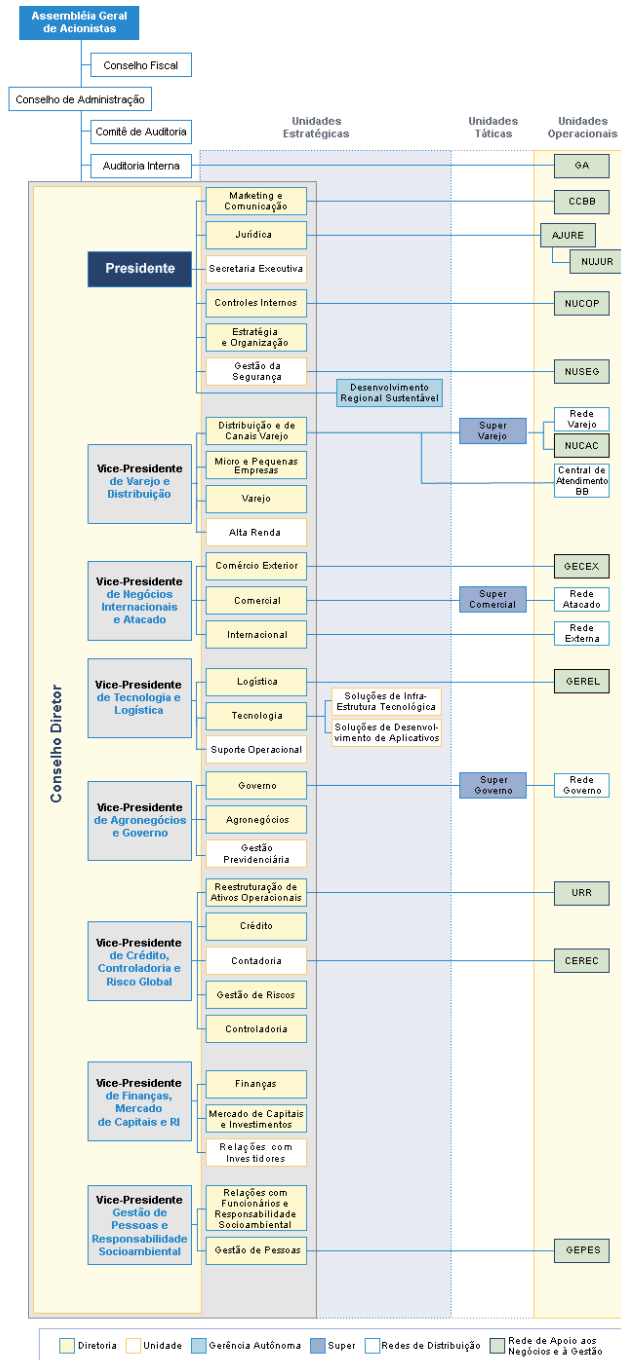 Assembléia Geral
de Acionistas
Conselho Fiscal
Conselho de Administração
Comitê de Auditoria
Auditoria Interna
Unidades
Estratégicas
Unidades
Táticas
Unidades
Operacionais
GA
Conselho Diretor
Presidente
Marketing e
Comunicação
CCBB
Jurídica
AJURE
NUJUR
Secretaria Executiva
Controles Internos
NUCOP
Estratégia
e Organização
Gestão da
Segurança
NUSEG
Desenvolvimento
Regional Sustentável
Vice-Presidente
de Varejo e
Distribuição
Distribuição e de
Canais Varejo
Super
Varejo
Rede
Varejo
NUCAC
Central de
Atendimento
BB
Micro e Pequenas
Empresas
Varejo
Alta Renda
Vice-Presidente
de Negócios
Internacionais
e Atacado
Comércio Exterior
GECEX
Comercial
Super
Comercial
Rede
Atacado
Internacional
Rede
Externa
Vice-Presidente
de Tecnologia e
Logística
Logística
GEREL
Tecnologia
Soluções de Infra-
Estrutura Tecnológica
Soluções de Desenvol-
vimento de Aplicativos
Suporte Operacional
Vice-Presidente
de Agronegócios
e Governo
Governo
Super
Governo
Rede
Governo
Agronegócios
Gestão
Previdenciária
Vice-Presidente
de Crédito,
Controladoria e
Risco Global
Reestruturação de
Ativos Operacionais
URR
Crédito
Contadoria
CEREC
Gestão de Riscos
Controladoria
Vice-Presidente
de Finanças,
Mercado
de Capitais e RI
Finanças
Mercado de Capitais
e Investimentos
Relações com
Investidores
Vice-Presidente
Gestão de
Pessoas e
Responsabilidade
Socioambiental
Relações com
Funcionários e
Responsabilidade
Socioambiental
Gestão de Pessoas
GEPES
Diretoria
Unidade
Gerência Autônoma
Super
Redes de Distribuição
Rede de Apoio aos
Negócios e à Gestão